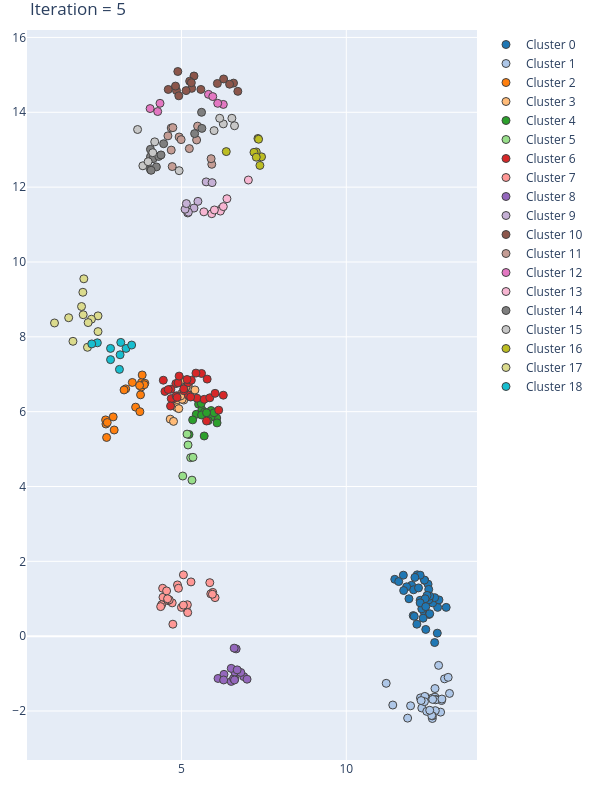 Iteration = 5
16
14
12
10
8
6
4
2
0
−2
5
10
Cluster 0
Cluster 1
Cluster 2
Cluster 3
Cluster 4
Cluster 5
Cluster 6
Cluster 7
Cluster 8
Cluster 9
Cluster 10
Cluster 11
Cluster 12
Cluster 13
Cluster 14
Cluster 15
Cluster 16
Cluster 17
Cluster 18